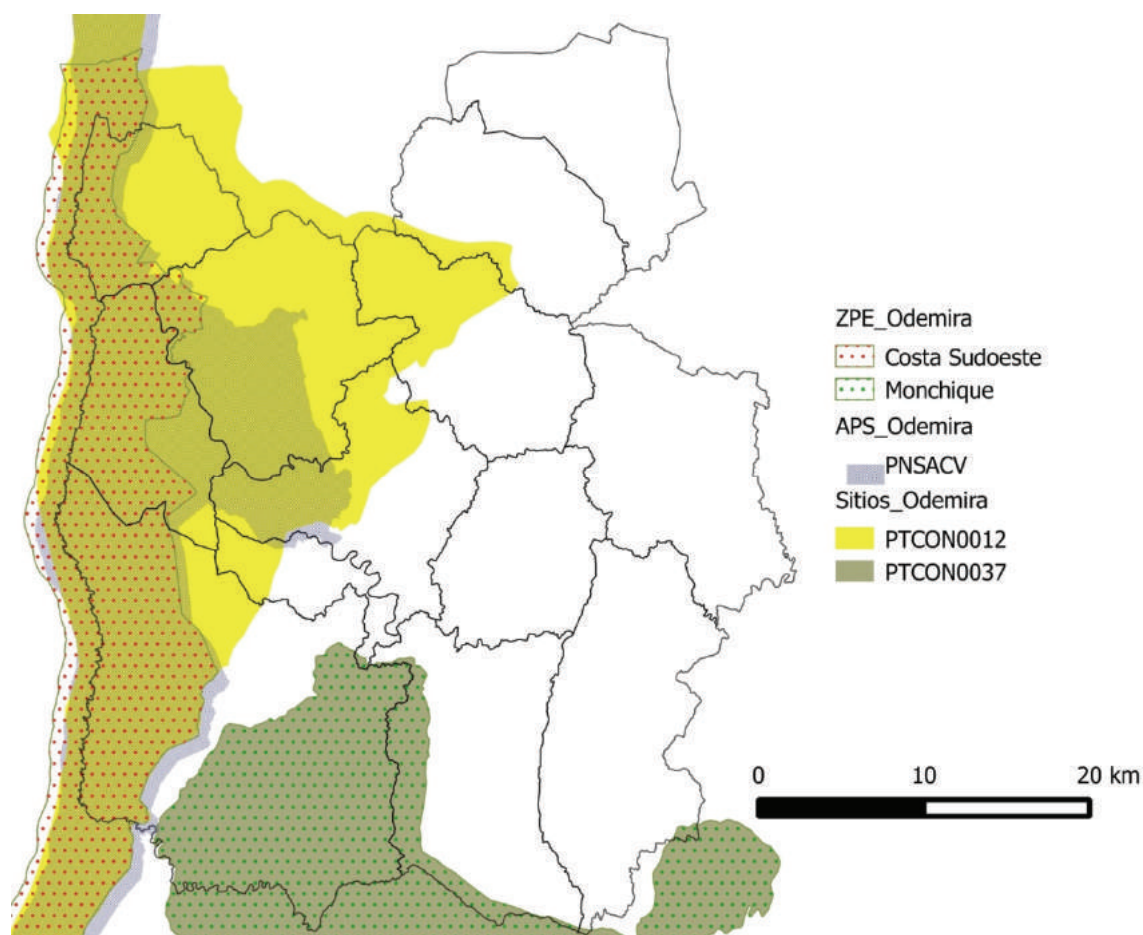 ZPE_Odemira
Costa Sudoeste
Monchique
APS_Odemira
PNSACV
Sitios_Odemira
PTCON0012
PTCON0037
0 10 20 km